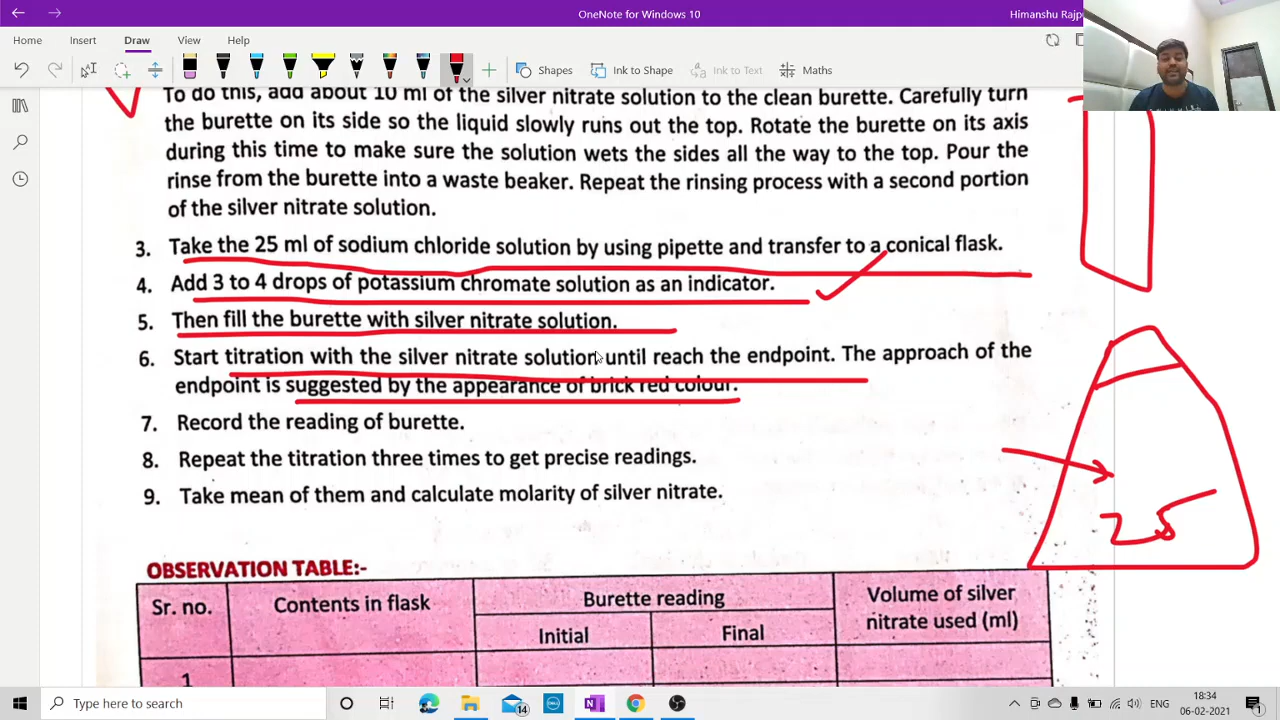 OneNote for Windows 10
Himanshu Rajp
Home Insert Draw View Help
Shapes Ink to Shape Ink to Text Maths
To do this, add about 10 ml of the silver nitrate solution to the clean burette. Carefully turn
the burette on its side so the liquid slowly runs out the top. Rotate the burette on its axis
during this time to make sure the solution wets the sides all the way to the top. Pour the
rinse from the burette into a waste beaker. Repeat the rinsing process with a second portion
of the silver nitrate solution.
3. Take the 25 ml of sodium chloride solution by using pipette and transfer to a conical flask.
4. Add 3 to 4 drops of potassium chromate solution as an indicator.
5. Then fill the burette with silver nitrate solution.
6. Start titration with the silver nitrate solution until reach the endpoint. The approach of the
endpoint is suggested by the appearance of brick red colour.
7. Record the reading of burette.
8. Repeat the titration three times to get precise readings.
9. Take mean of them and calculate molarity of silver nitrate.
25
OBSERVATION TABLE:-
Sr. no. Contents in flask Burette reading Volume of silver
nitrate used (ml)
Initial Final
1
Type here to search
14
ENG
18:34
06-02-2021
1